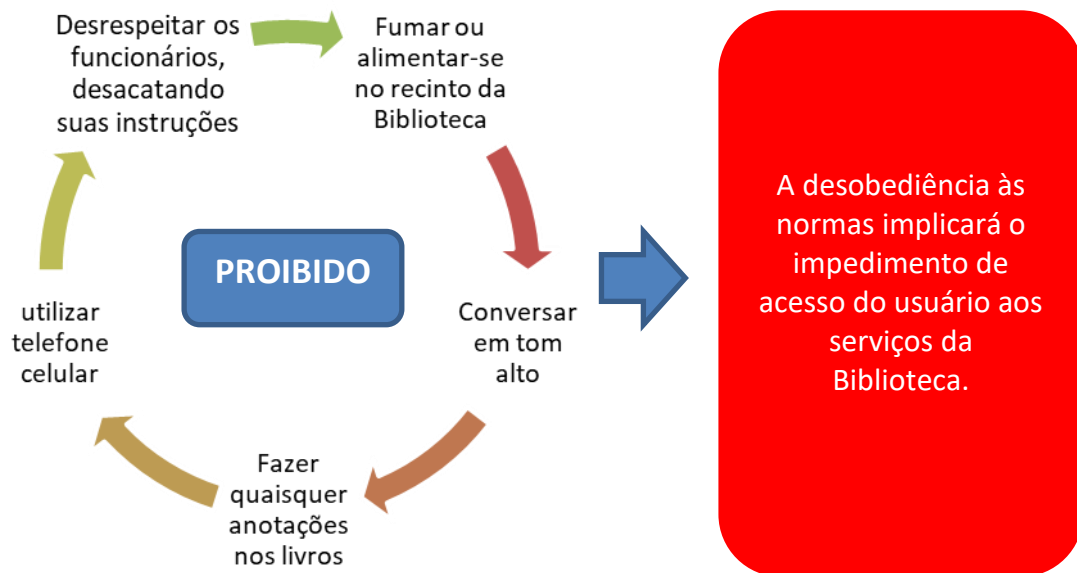 Desrespeitar os
funcionários,
desacatando
suas instruções
Fumar ou
alimentar-se
no recinto da
Biblioteca
PROIBIDO
utilizar
telefone
celular
Conversar
em tom
alto
Fazer
quaisquer
anotações
nos livros
A desobediência às
normas implicará o
impedimento de
acesso do usuário aos
serviços da
Biblioteca.